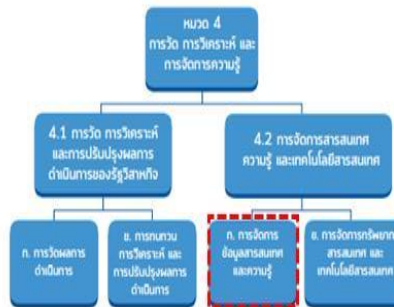 หมวด 4
การวัด การวิเคราะห์ และ
การจัดการความรู้
4.1 การวัด การวิเคราะห์
และการปรับปรุงผลการ
ดำเนินการของรัฐวิสาหกิจ
4.2 การจัดการสารสนเทศ
ความรู้ และเทคโนโลยีสารสนเทศ
ก. การวัดผลการ
ดำเนินการ
ข. การทบทวน
การวิเคราะห์ และ
การปรับปรุงผลการ
ดำเนินการ
ก. การจัดการ
ข้อมูลสารสนเทศ
และความรู้
ข. การจัดการทรัพยากร
สารสนเทศ และ
เทคโนโลยีสารสนเทศ